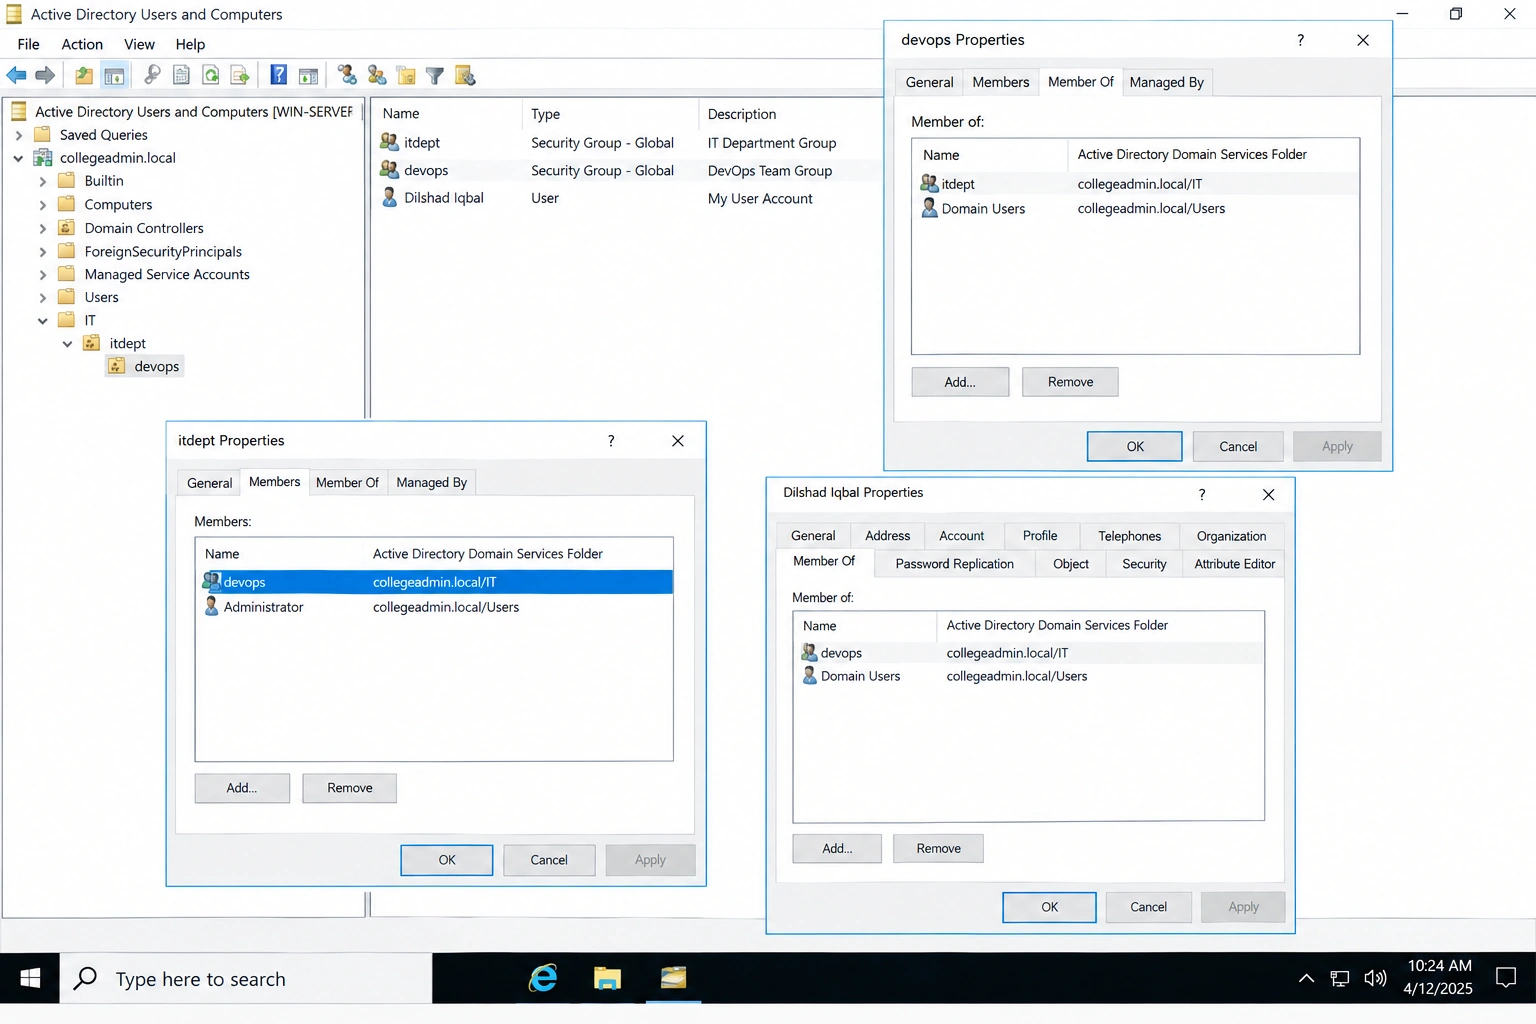 Active Directory Users and Computers
File Action View Help
Active Directory Users and Computers [WIN-SERVER
Saved Queries
collegeadmin.local
Builtin
Computers
Domain Controllers
ForeignSecurityPrincipals
Managed Service Accounts
Users
IT
itdept
devops
Name Type Description
itdept Security Group - Global IT Department Group
devops Security Group - Global DevOps Team Group
Dilshad Iqbal User My User Account
devops Properties ?
General Members Member Of Managed By
Member of:
Name Active Directory Domain Services Folder
itdept collegeadmin.local/IT
Domain Users collegeadmin.local/Users
Add... Remove
OK Cancel Apply
itdept Properties ?
General Members Member Of Managed By
Members:
Name Active Directory Domain Services Folder
devops collegeadmin.local/IT
Administrator collegeadmin.local/Users
Add... Remove
OK Cancel Apply
Dilshad Iqbal Properties ?
General Address Account Profile Telephones Organization
Member Of Password Replication Object Security Attribute Editor
Member of:
Name Active Directory Domain Services Folder
devops collegeadmin.local/IT
Domain Users collegeadmin.local/Users
Add... Remove
OK Cancel Apply
Type here to search
10:24 AM
4/12/2025